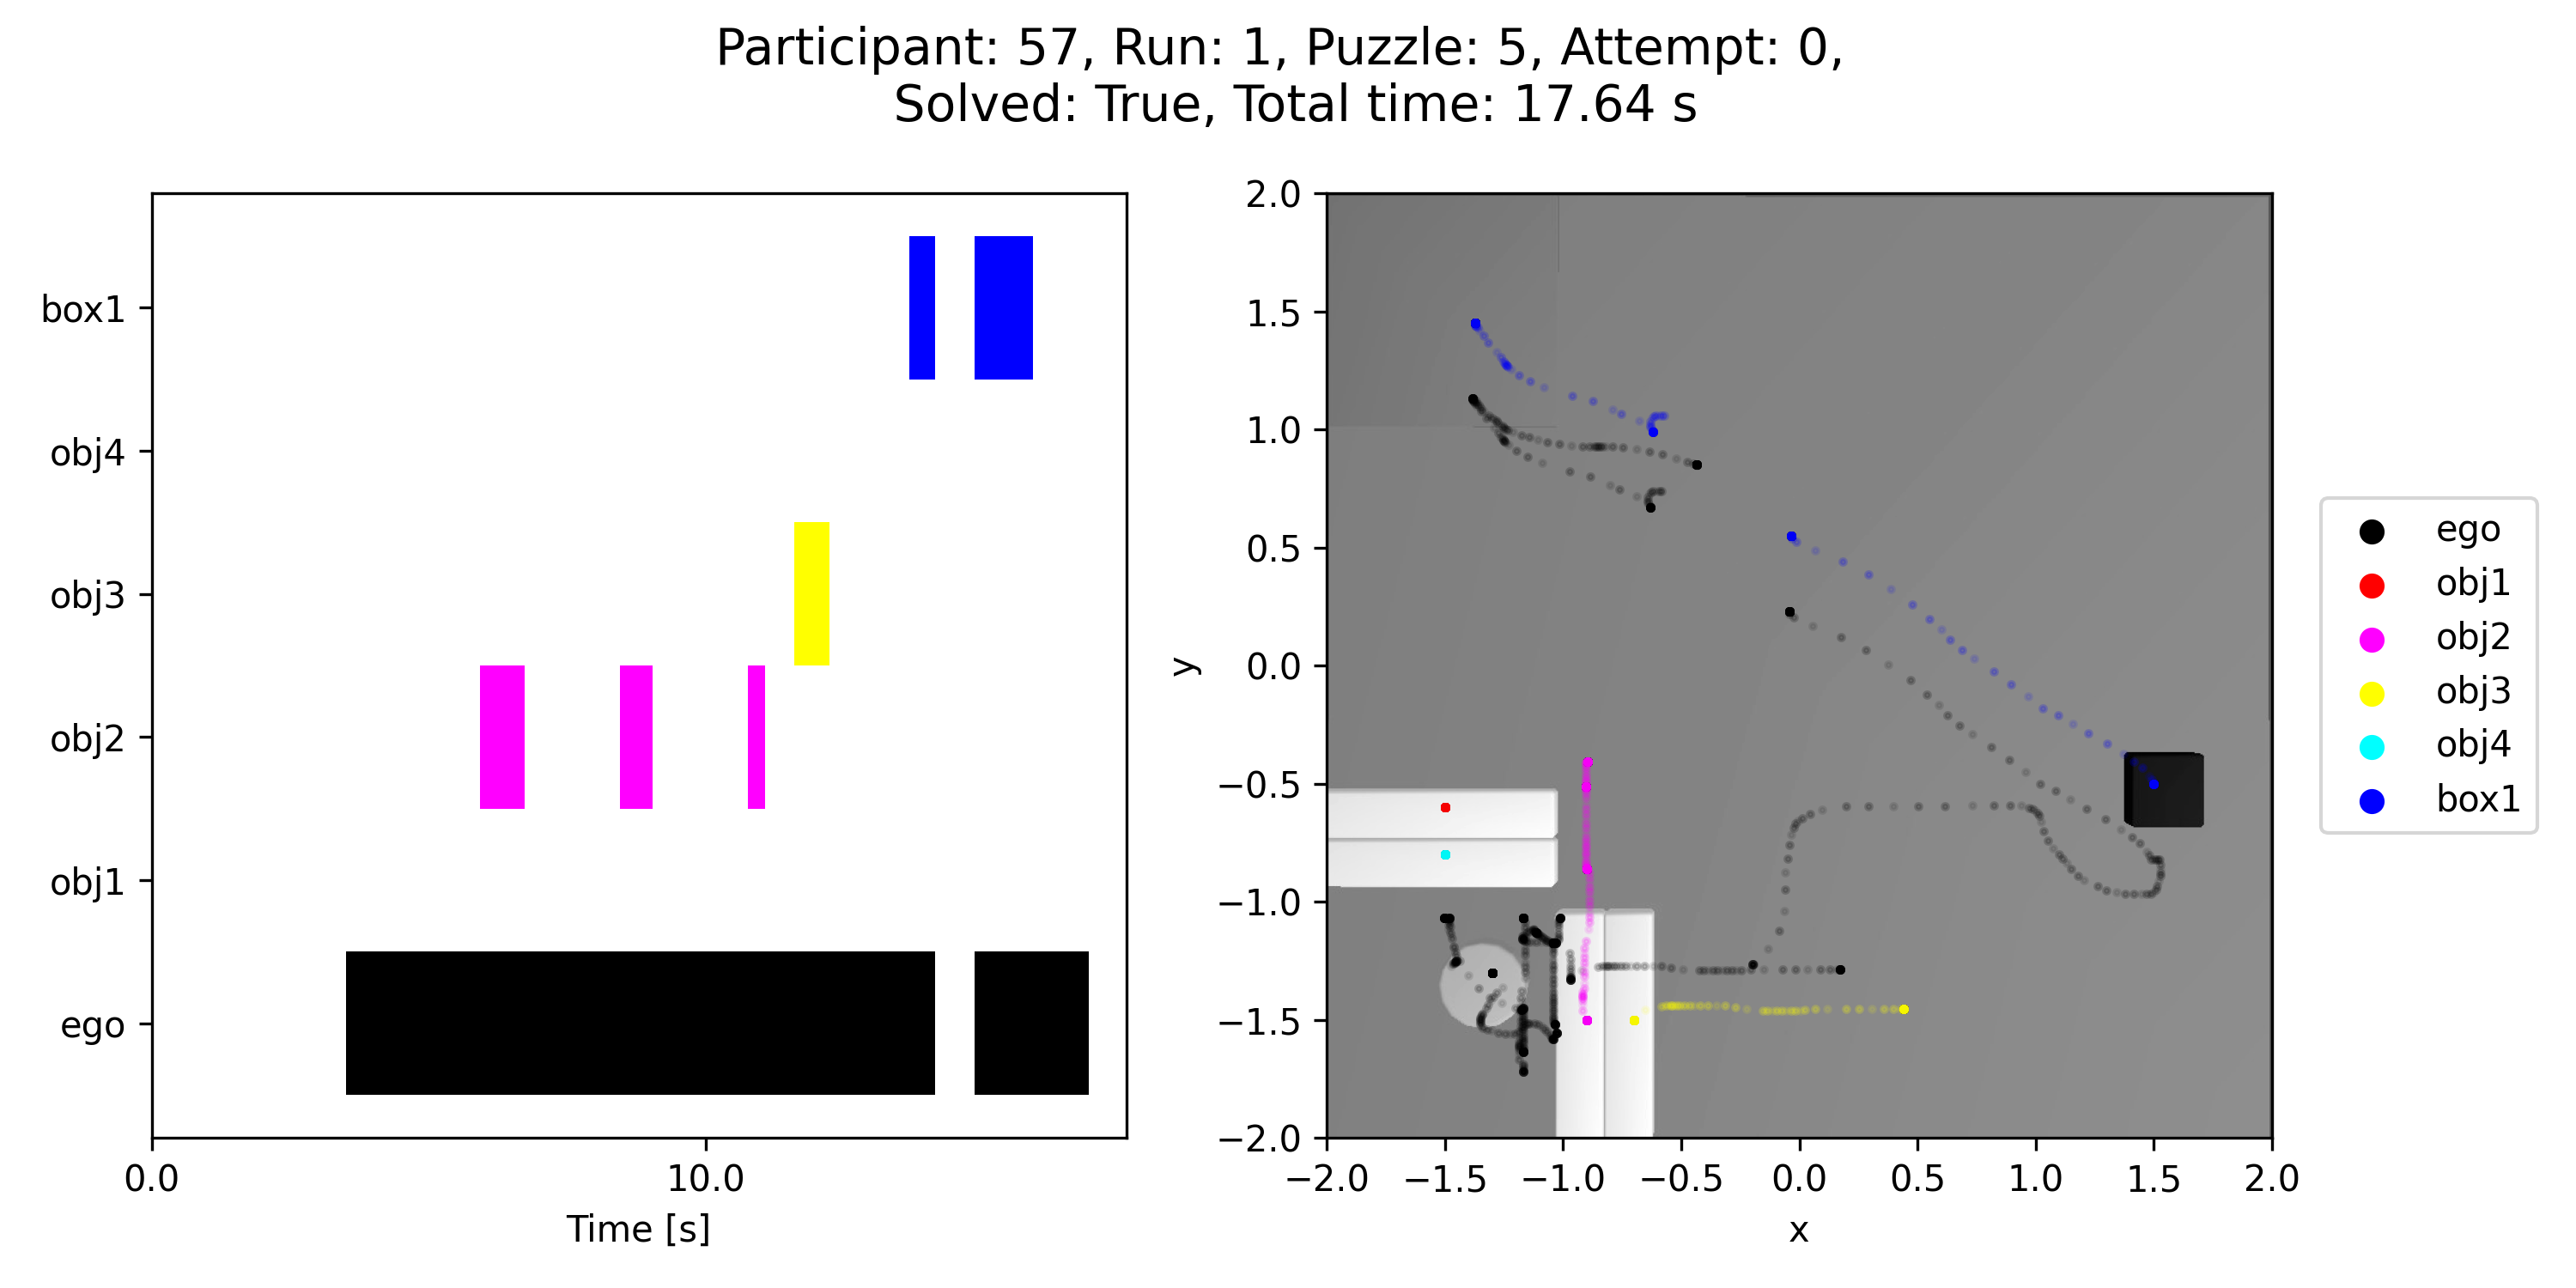 Participant: 57, Run: 1, Puzzle: 5, Attempt: 0,
Solved: True, Total time: 17.64 s
box1
obj4
obj3
obj2
obj1
ego
0.0
10.0
Time [s]
2.0
1.5
1.0
0.5
0.0
−0.5
−1.0
−1.5
−2.0
y
−2.0
−1.5
−1.0
−0.5
0.0
0.5
1.0
1.5
2.0
x
ego
obj1
obj2
obj3
obj4
box1